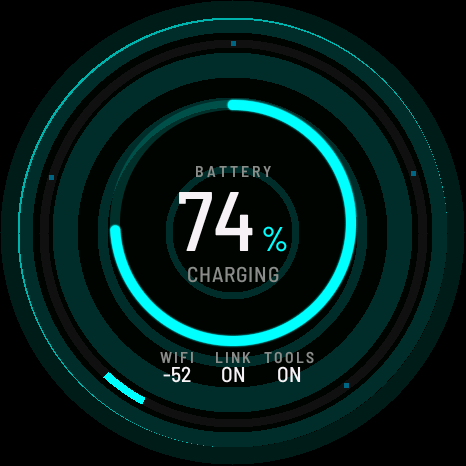 BATTERY
74 %
CHARGING
WIFI LINK TOOLS
-52 ON ON